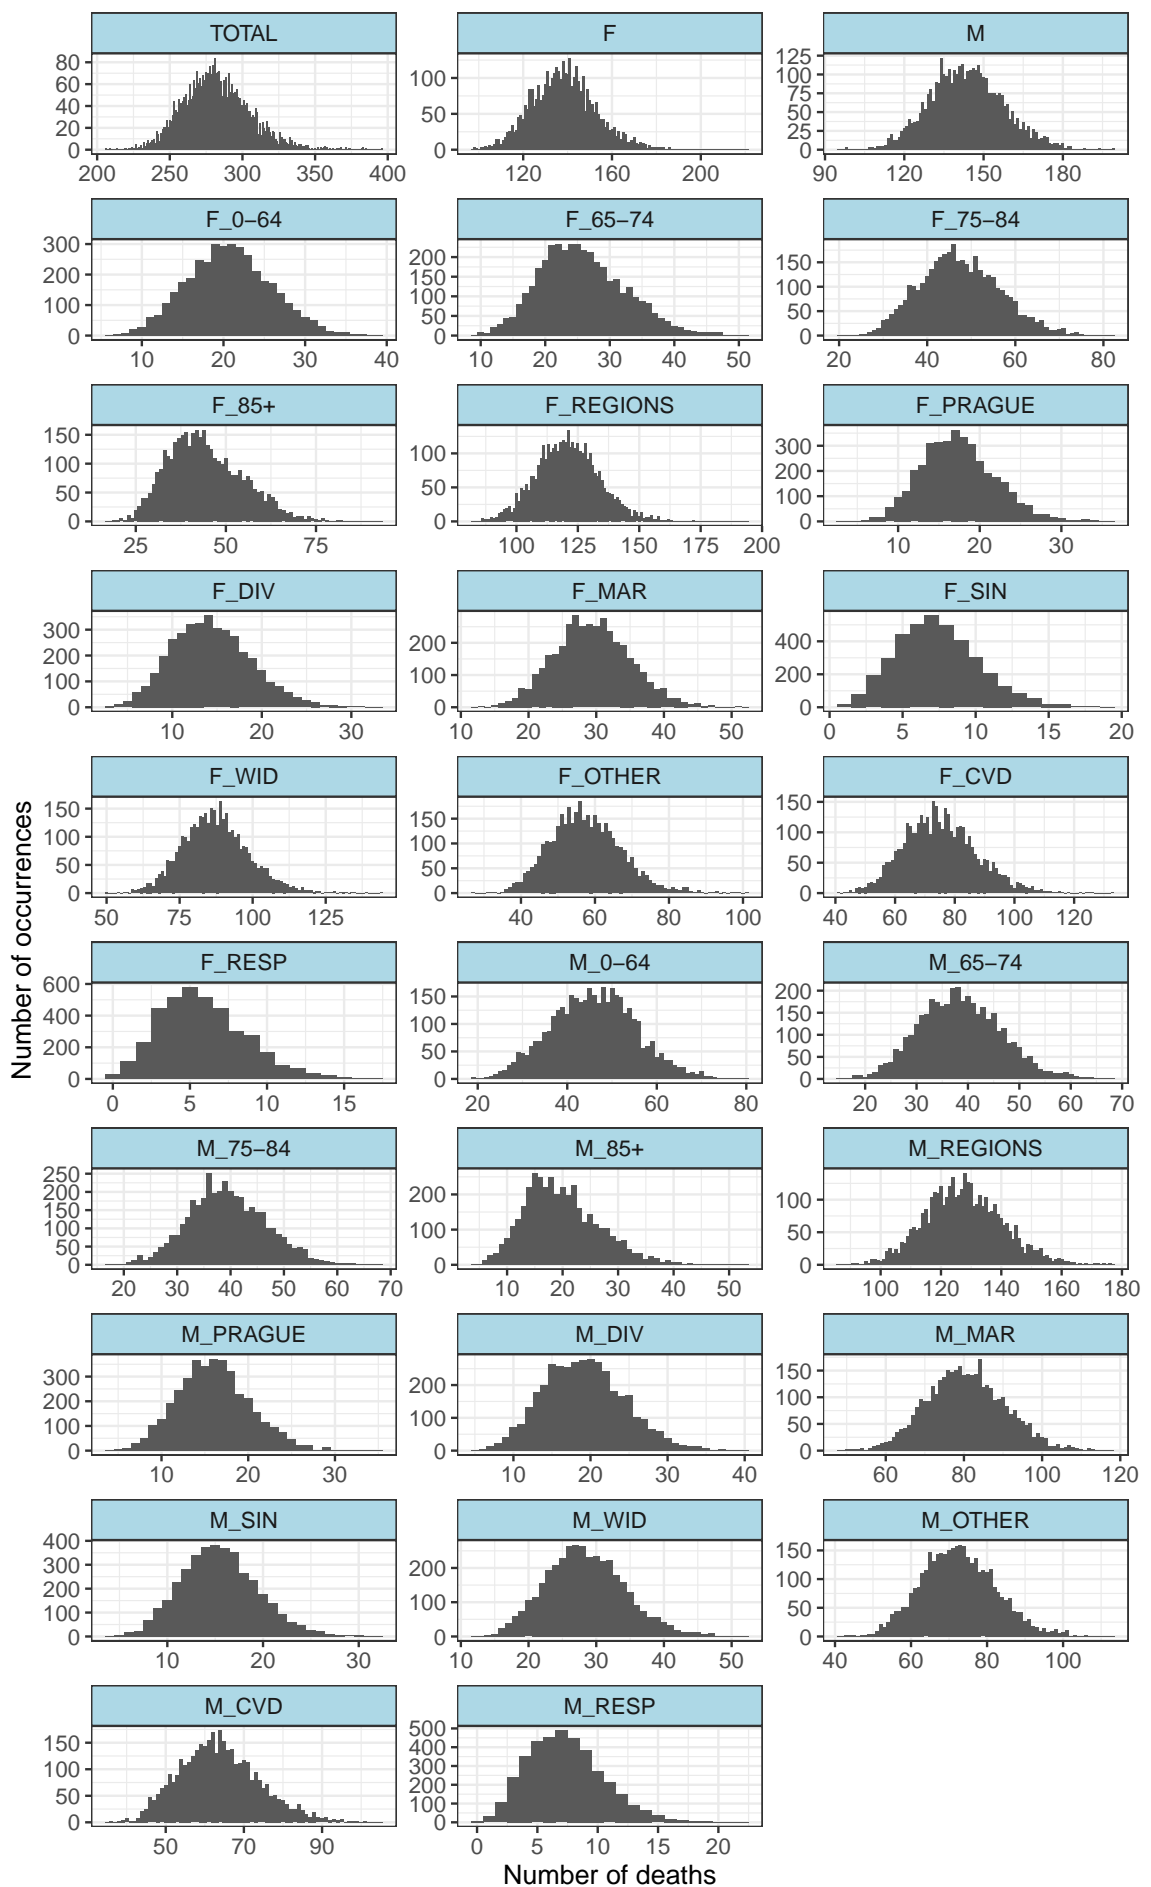 TOTAL F M
80 60 40 20 0
100 50 0
125 100 75 50 25 0
200 250 300 350 400
120 160 200
90 120 150 180
F_0−64 F_65−74 F_75−84
300 200 100 0
200 150 100 50 0
150 100 50 0
10 20 30 40
10 20 30 40 50
20 40 60 80
F_85+ F_REGIONS F_PRAGUE
150 100 50 0
100 50 0
300 200 100 0
25 50 75
100 125 150 175 200
10 20 30
F_DIV F_MAR F_SIN
300 200 100 0
200 100 0
400 200 0
10 20 30
10 20 30 40 50
0 5 10 15 20
F_WID F_OTHER F_CVD
150 100 50 0
150 100 50 0
150 100 50 0
50 75 100 125
40 60 80 100
40 60 80 100 120
Number of occurrences
F_RESP M_0−64 M_65−74
600 400 200 0
150 100 50 0
200 150 100 50 0
0 5 10 15
20 40 60 80
20 30 40 50 60 70
M_75−84 M_85+ M_REGIONS
250 200 150 100 50 0
200 100 0
100 50 0
20 30 40 50 60 70
10 20 30 40 50
100 120 140 160 180
M_PRAGUE M_DIV M_MAR
300 200 100 0
200 100 0
150 100 50 0
10 20 30
10 20 30 40
60 80 100 120
M_SIN M_WID M_OTHER
400 300 200 100 0
200 100 0
150 100 50 0
10 20 30
10 20 30 40 50
40 60 80 100
M_CVD M_RESP
150 100 50 0
500 400 300 200 100 0
50 70 90
0 5 10 15 20
Number of deaths